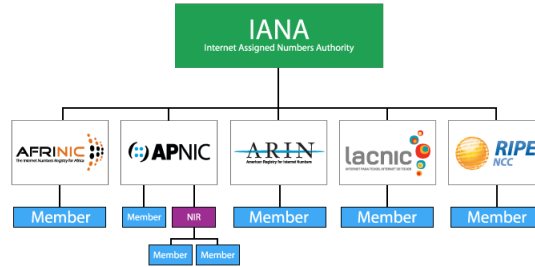 IANA
Internet Assigned Numbers Authority
AFRINIC
The Internet Numbers Registry for Africa
APNIC
ARIN
American Registry for Internet Numbers
lacnic
RIPE
NCC
Member
Member
NIR
Member
Member
Member
Member
Member